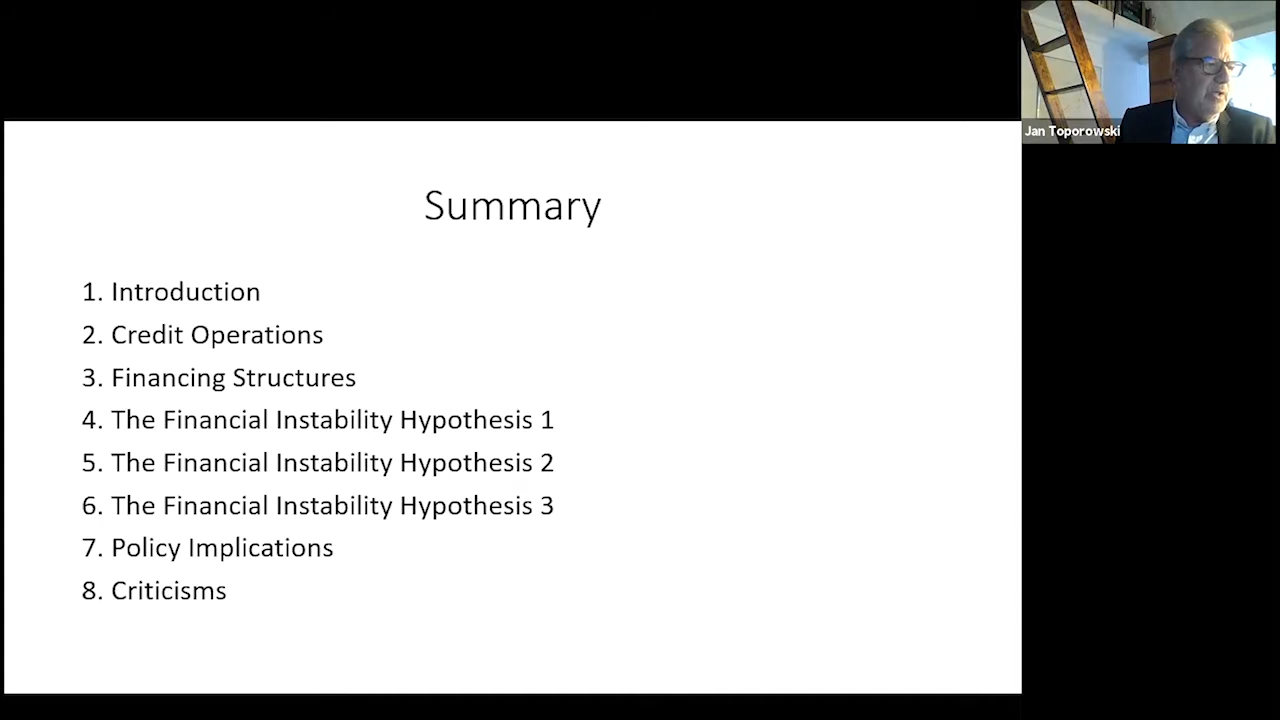 Summary
1. Introduction
2. Credit Operations
3. Financing Structures
4. The Financial Instability Hypothesis 1
5. The Financial Instability Hypothesis 2
6. The Financial Instability Hypothesis 3
7. Policy Implications
8. Criticisms
Jan Toporowski